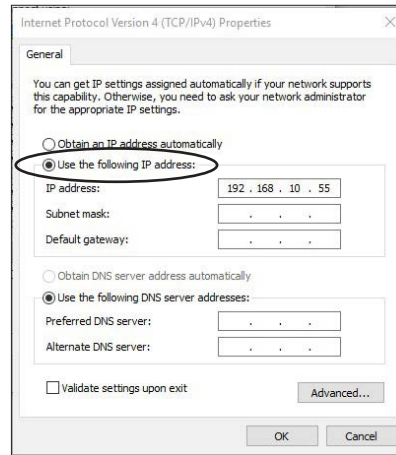 Internet Protocol Version 4 (TCP/IPv4) Properties
General
You can get IP settings assigned automatically if your network supports
this capability. Otherwise, you need to ask your network administrator
for the appropriate IP settings.
Obtain an IP address automatically
Use the following IP address:
IP address: 192 . 168 . 10 . 55
Subnet mask: . . .
Default gateway: . . .
Obtain DNS server address automatically
Use the following DNS server addresses:
Preferred DNS server: . . .
Alternate DNS server: . . .
Validate settings upon exit
Advanced...
OK Cancel